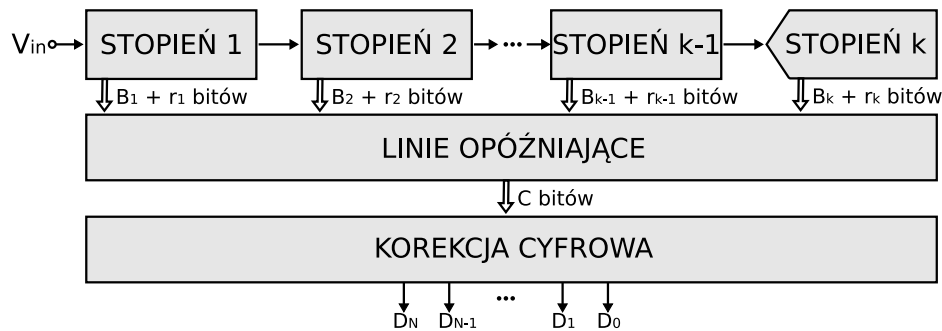 Vin STOPIEŃ 1 STOPIEŃ 2 ... STOPIEŃ k-1 STOPIEŃ k
B1 + r1 bitów B2 + r2 bitów Bk-1 + rk-1 bitów Bk + rk bitów
LINIE OPÓŹNIAJĄCE
C bitów
KOREKCJA CYFROWA
...
DN DN-1 D1 D0